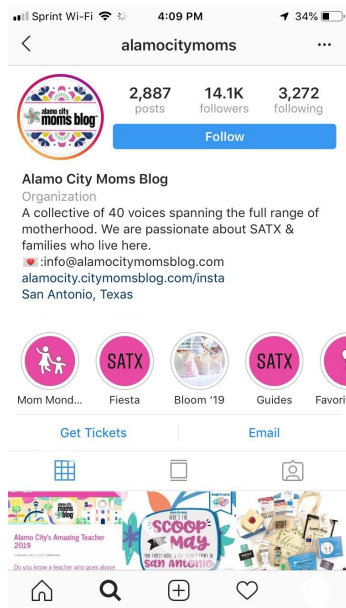 Sprint Wi-Fi 4:09 PM 34%
alamocitymoms
2,887 14.1K 3,272
posts followers following
alamo city
moms blog
Follow
Alamo City Moms Blog
Organization
A collective of 40 voices spanning the full range of
motherhood. We are passionate about SATX &
families who live here.
💌:info@alamocitymomsblog.com
alamocity.citymomsblog.com/insta
San Antonio, Texas
SATX SATX
Mom Mond... Fiesta Bloom '19 Guides Favori
Get Tickets Email
moms
blog
Alamo City's Amazing Teacher
2019
Do you know a teacher who goes above
HERE'S
the
SCOOP
MAY
SAN ANTONIO